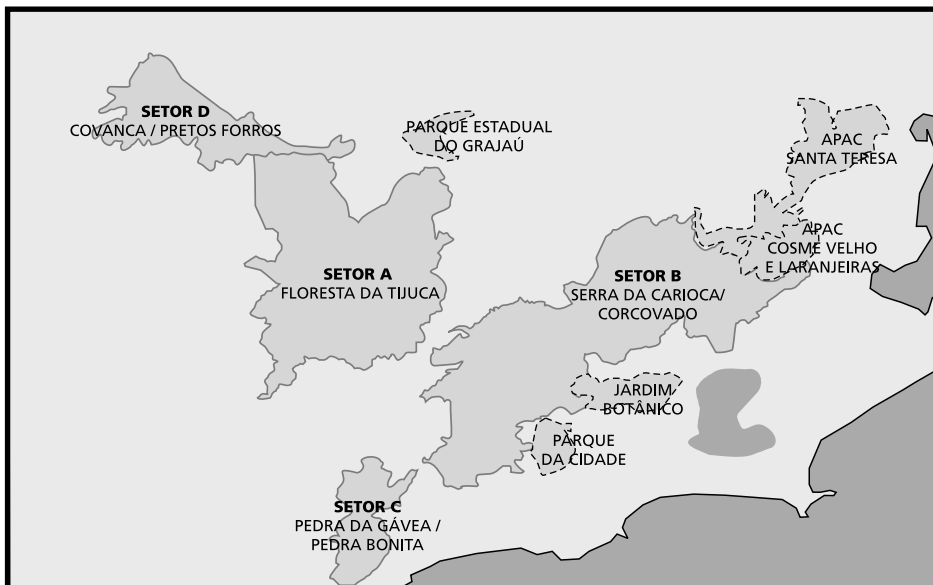 SETOR D
COVANCA / PRETOS FORROS
PARQUE ESTADUAL
DO GRAJAÚ
APAC
SANTA TERESA
APAC
COSME VELHO
E LARANJEIRAS
SETOR A
FLORESTA DA TIJUCA
SETOR B
SERRA DA CARIOCA/
CORCOVADO
JARDIM
BOTÂNICO
PARQUE
DA CIDADE
SETOR C
PEDRA DA GÁVEA /
PEDRA BONITA